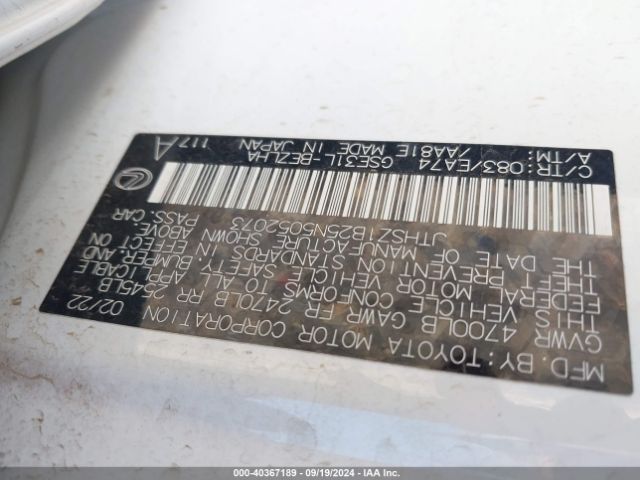 MFD. BY: TOYOTA MOTOR CORPORATION 02/22
GVWR 4700LB GAWR FR 2470LB RR 2545LB
THIS VEHICLE CONFORMS TO ALL APPLICABLE
FEDERAL MOTOR VEHICLE SAFETY, BUMPER, AND
THEFT PREVENTION STANDARDS IN EFFECT ON
THE DATE OF MANUFACTURE SHOWN ABOVE.
JTHSZ1B25N5052073 PASS. CAR
C/TR: 083/EA74 GSE31L-BEZLHA
A/TM: /AA81E MADE IN JAPAN 117A
000-40367189 - 09/19/2024 - IAA Inc.